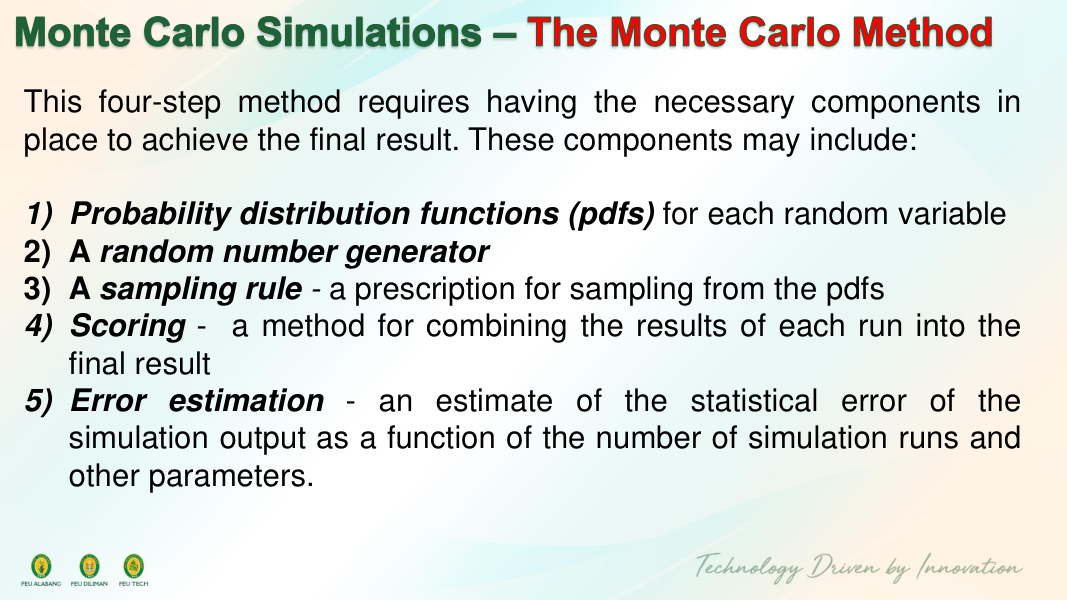 Monte Carlo Simulations – The Monte Carlo Method
This four-step method requires having the necessary components in
place to achieve the final result. These components may include:
1) Probability distribution functions (pdfs) for each random variable
2) A random number generator
3) A sampling rule - a prescription for sampling from the pdfs
4) Scoring - a method for combining the results of each run into the
final result
5) Error estimation - an estimate of the statistical error of the
simulation output as a function of the number of simulation runs and
other parameters.
FEU ALABANG FEU DILIMAN FEU TECH
Technology Driven by Innovation